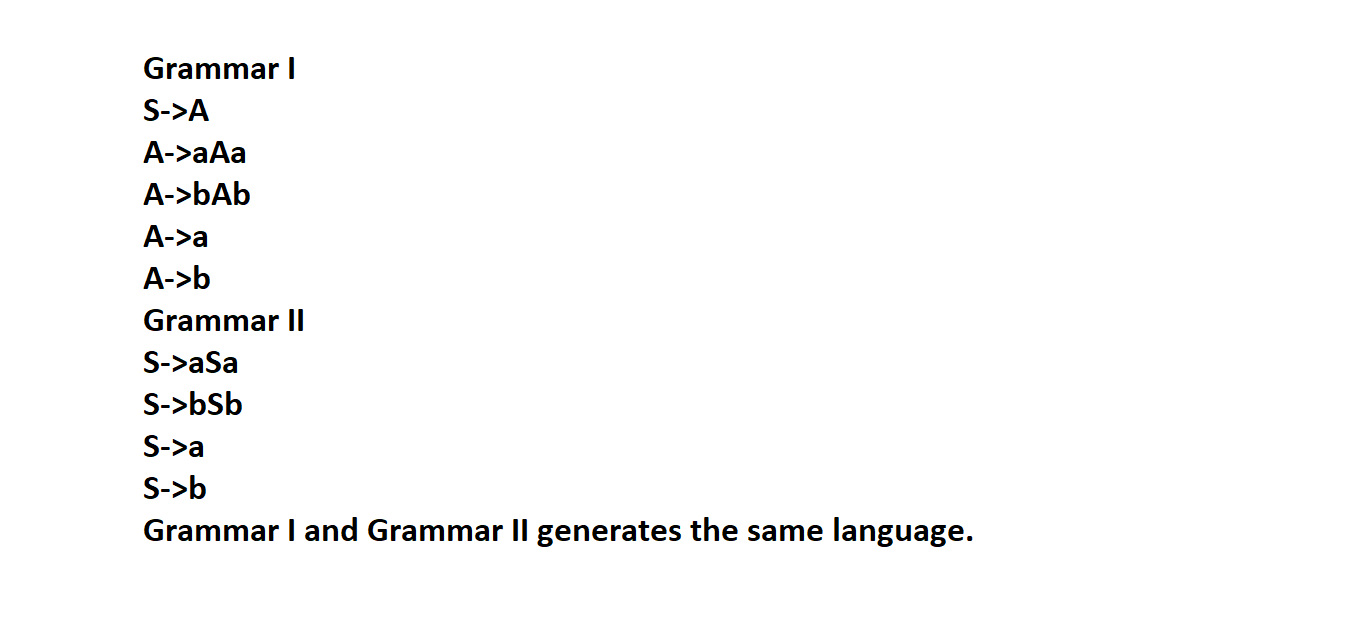 Grammar I
S->A
A->aAa
A->bAb
A->a
A->b
Grammar II
S->aSa
S->bSb
S->a
S->b
Grammar I and Grammar II generates the same language.